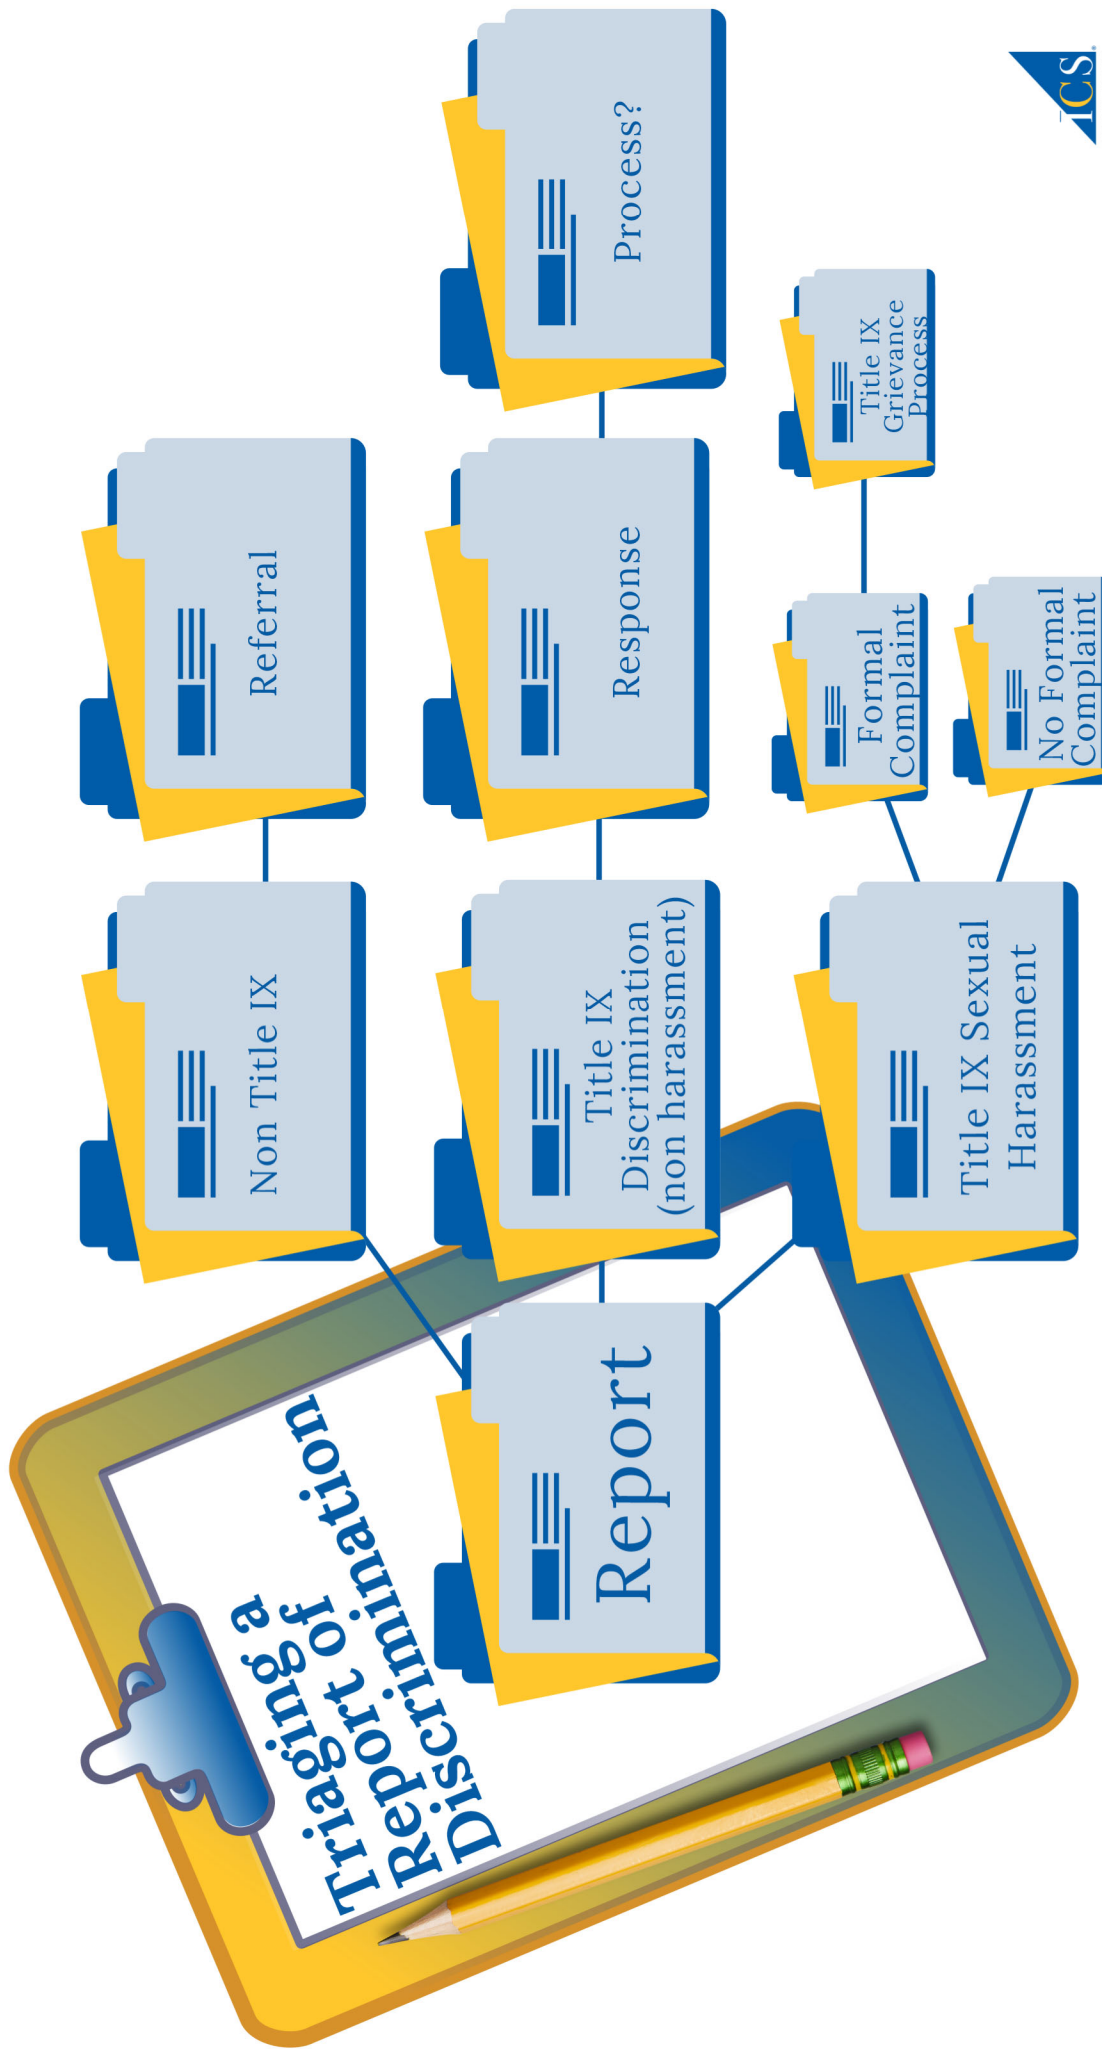 Triaging a
Report of
Discrimination
Report
Non Title IX
Referral
Title IX
Discrimination
(non harassment)
Response
Process?
Title IX Sexual
Harassment
Formal
Complaint
Title IX
Grievance
Process
No Formal
Complaint
ICS